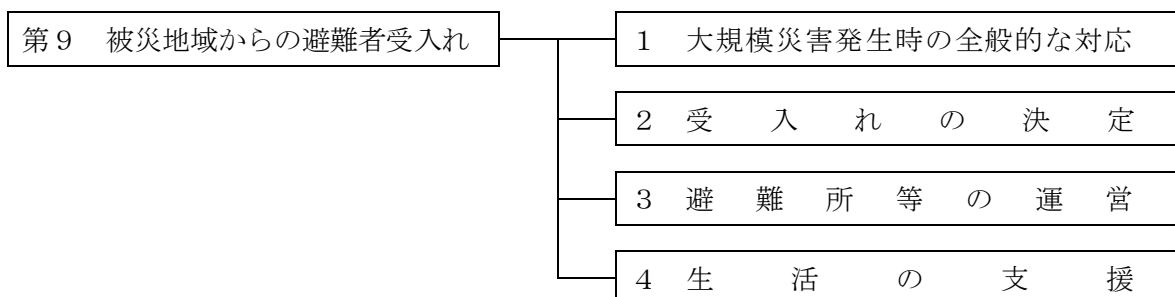 第９　被災地域からの避難者受入れ
１　大規模災害発生時の全般的な対応
２　受入れの決定
３　避難所等の運営
４　生活の支援